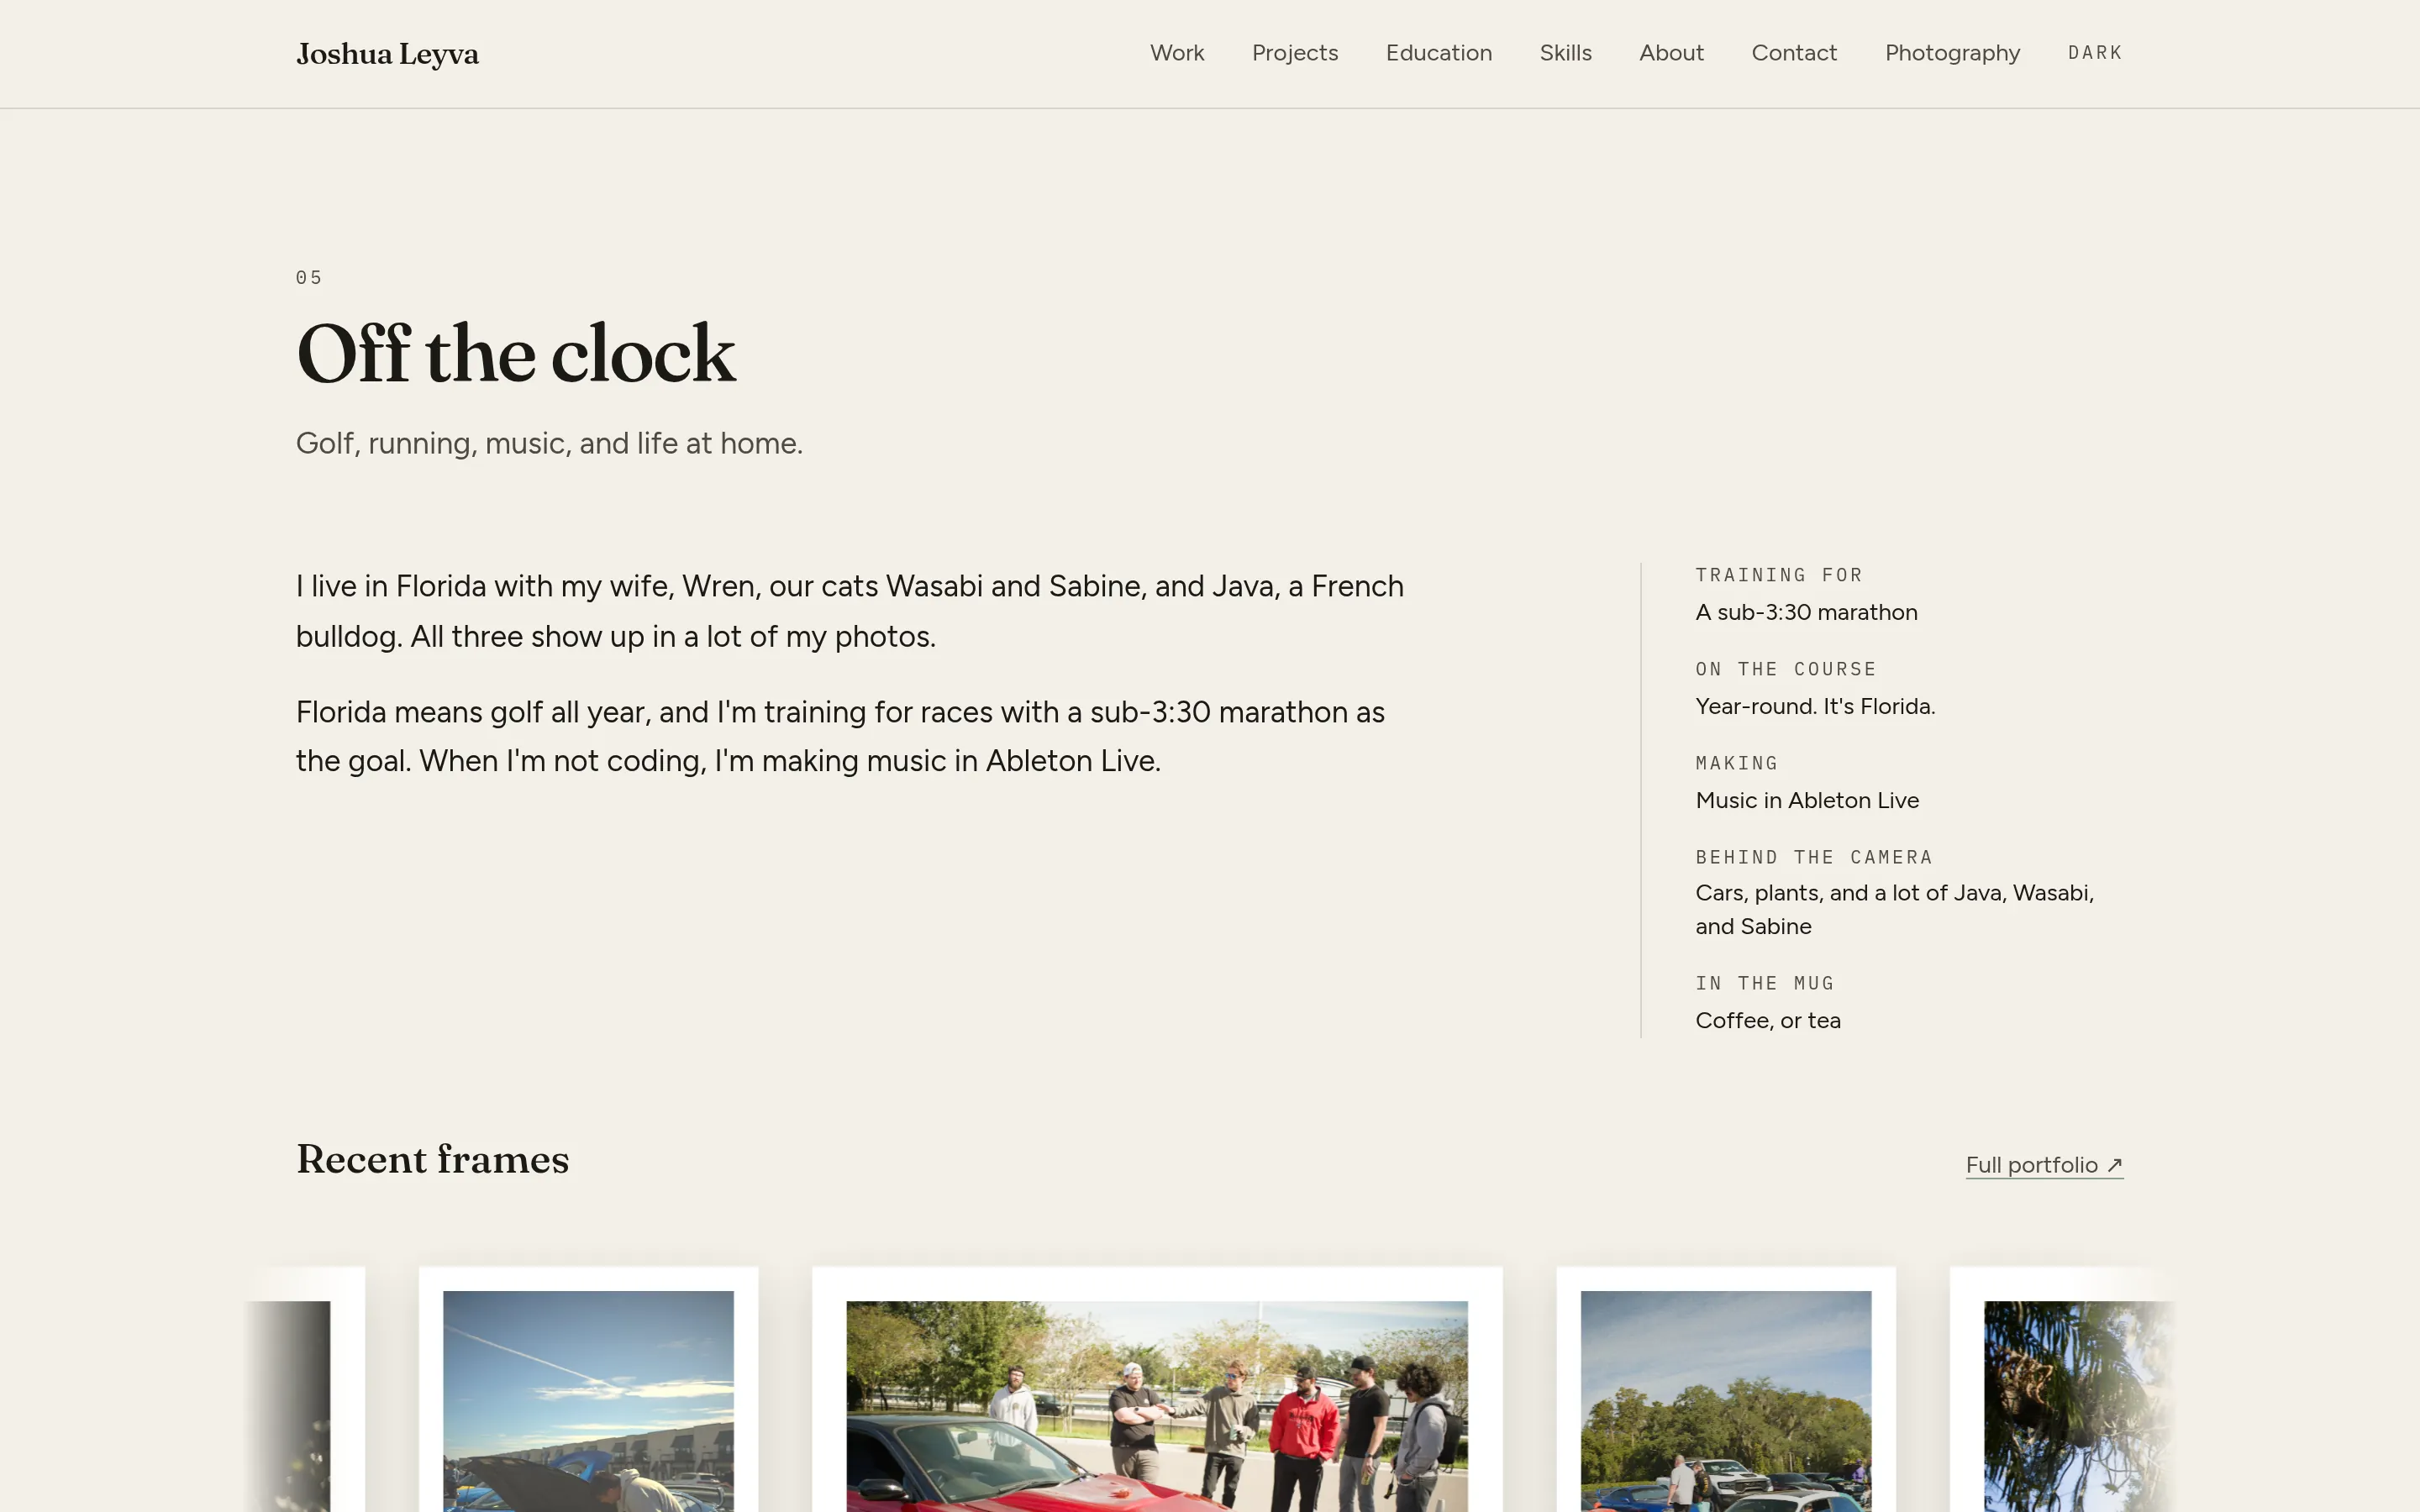 Joshua Leyva
Work Projects Education Skills About Contact Photography DARK
05
Off the clock
Golf, running, music, and life at home.
I live in Florida with my wife, Wren, our cats Wasabi and Sabine, and Java, a French
bulldog. All three show up in a lot of my photos.
Florida means golf all year, and I'm training for races with a sub-3:30 marathon as
the goal. When I'm not coding, I'm making music in Ableton Live.
TRAINING FOR
A sub-3:30 marathon
ON THE COURSE
Year-round. It's Florida.
MAKING
Music in Ableton Live
BEHIND THE CAMERA
Cars, plants, and a lot of Java, Wasabi,
and Sabine
IN THE MUG
Coffee, or tea
Recent frames
Full portfolio ↗